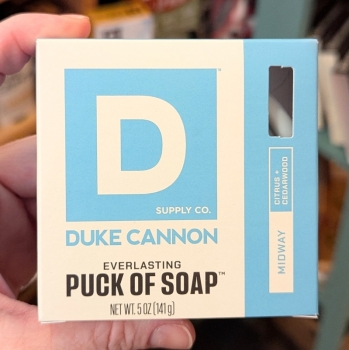 D
SUPPLY CO.
DUKE CANNON
EVERLASTING
PUCK OF SOAP™
NET WT. 5 OZ (141g)
CITRUS +
CEDARWOOD
MIDWAY